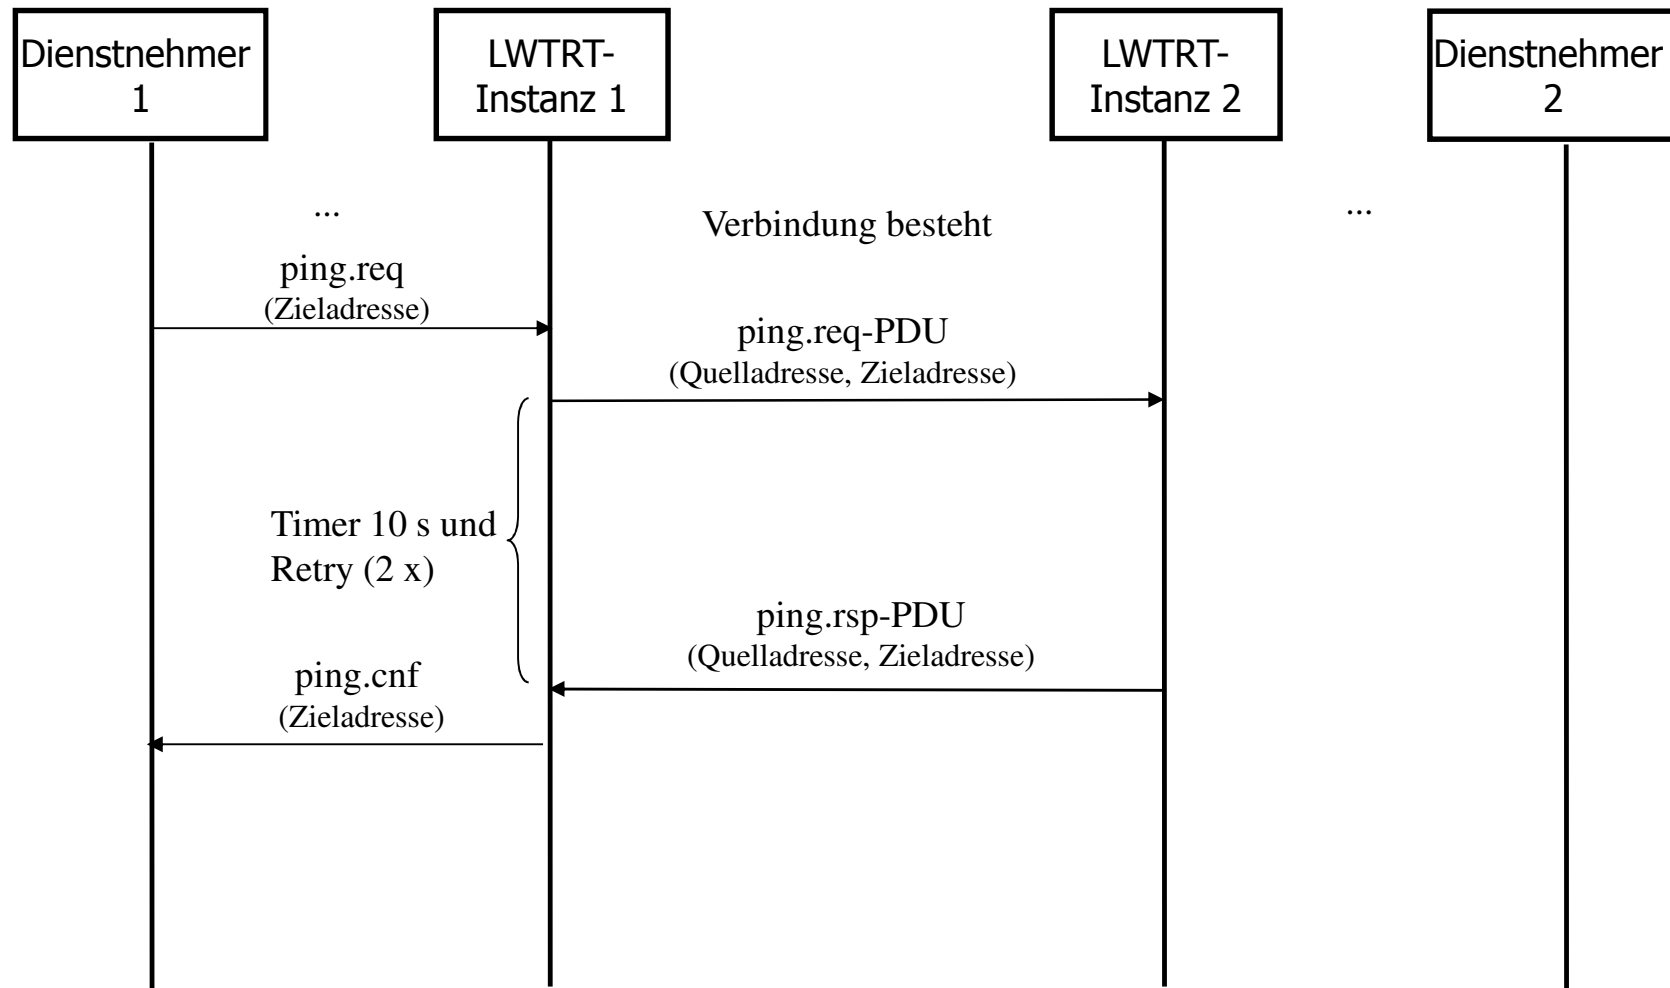 Dienstnehmer
1
LWTRT-
Instanz 1
LWTRT-
Instanz 2
Dienstnehmer
2
...
Verbindung besteht
...
ping.req
(Zieladresse)
ping.req-PDU
(Quelladresse, Zieladresse)
Timer 10 s und
Retry (2 x)
ping.rsp-PDU
(Quelladresse, Zieladresse)
ping.cnf
(Zieladresse)